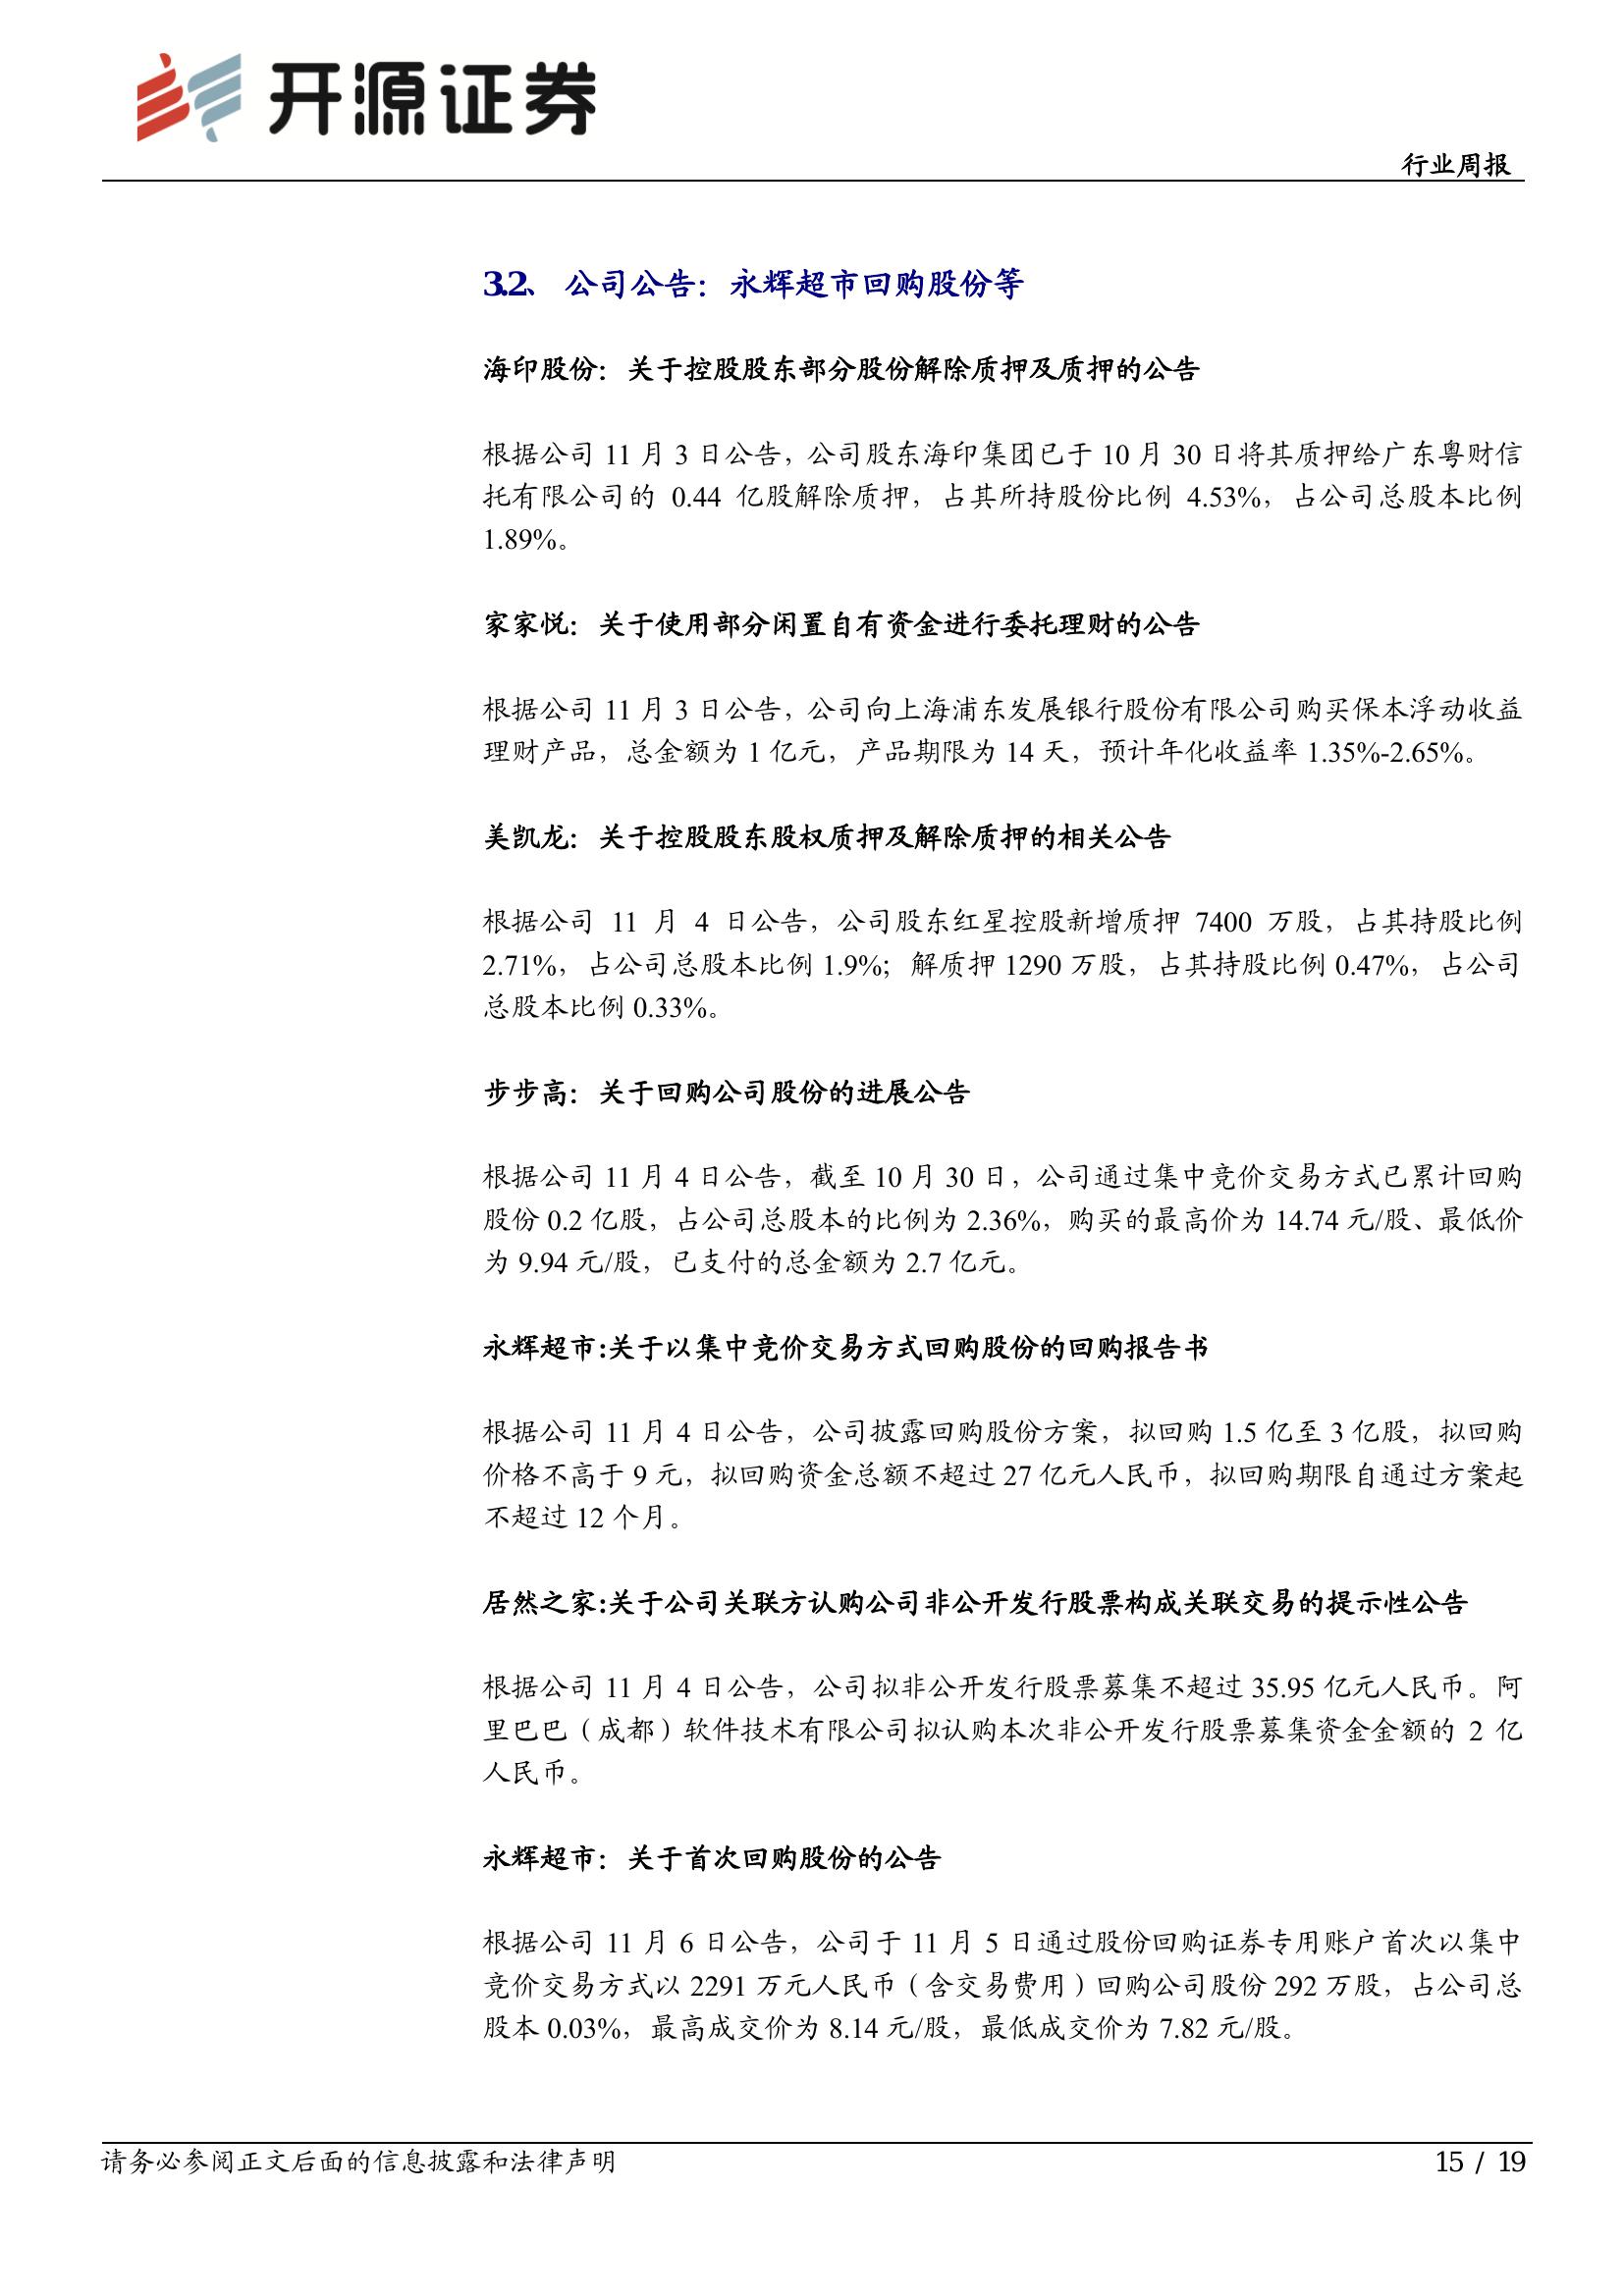 开源证券
行业周报
3.2、 公司公告：永辉超市回购股份等
海印股份：关于控股股东部分股份解除质押及质押的公告
根据公司 11 月 3 日公告，公司股东海印集团已于 10 月 30 日将其质押给广东粤财信
托有限公司的 0.44 亿股解除质押，占其所持股份比例 4.53%，占公司总股本比例
1.89%。
家家悦：关于使用部分闲置自有资金进行委托理财的公告
根据公司 11 月 3 日公告，公司向上海浦东发展银行股份有限公司购买保本浮动收益
理财产品，总金额为 1 亿元，产品期限为 14 天，预计年化收益率 1.35%-2.65%。
美凯龙：关于控股股东股权质押及解除质押的相关公告
根据公司 11 月 4 日公告，公司股东红星控股新增质押 7400 万股，占其持股比例
2.71%，占公司总股本比例 1.9%；解质押 1290 万股，占其持股比例 0.47%，占公司
总股本比例 0.33%。
步步高：关于回购公司股份的进展公告
根据公司 11 月 4 日公告，截至 10 月 30 日，公司通过集中竞价交易方式已累计回购
股份 0.2 亿股，占公司总股本的比例为 2.36%，购买的最高价为 14.74 元/股、最低价
为 9.94 元/股，已支付的总金额为 2.7 亿元。
永辉超市:关于以集中竞价交易方式回购股份的回购报告书
根据公司 11 月 4 日公告，公司披露回购股份方案，拟回购 1.5 亿至 3 亿股，拟回购
价格不高于 9 元，拟回购资金总额不超过 27 亿元人民币，拟回购期限自通过方案起
不超过 12 个月。
居然之家:关于公司关联方认购公司非公开发行股票构成关联交易的提示性公告
根据公司 11 月 4 日公告，公司拟非公开发行股票募集不超过 35.95 亿元人民币。阿
里巴巴（成都）软件技术有限公司拟认购本次非公开发行股票募集资金金额的 2 亿
人民币。
永辉超市：关于首次回购股份的公告
根据公司 11 月 6 日公告，公司于 11 月 5 日通过股份回购证券专用账户首次以集中
竞价交易方式以 2291 万元人民币（含交易费用）回购公司股份 292 万股，占公司总
股本 0.03%，最高成交价为 8.14 元/股，最低成交价为 7.82 元/股。
请务必参阅正文后面的信息披露和法律声明
15 / 19